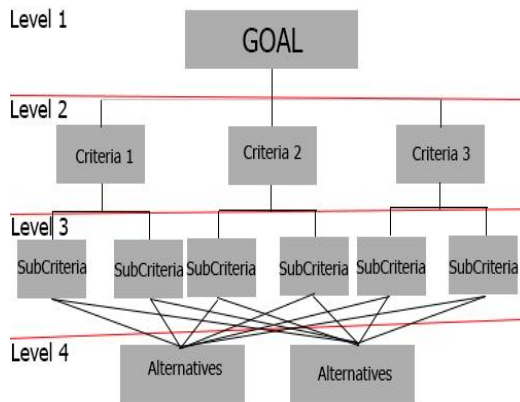 Level 1
GOAL
Level 2
Criteria 1
Criteria 2
Criteria 3
Level 3
SubCriteria
SubCriteria
SubCriteria
SubCriteria
SubCriteria
SubCriteria
Level 4
Alternatives
Alternatives